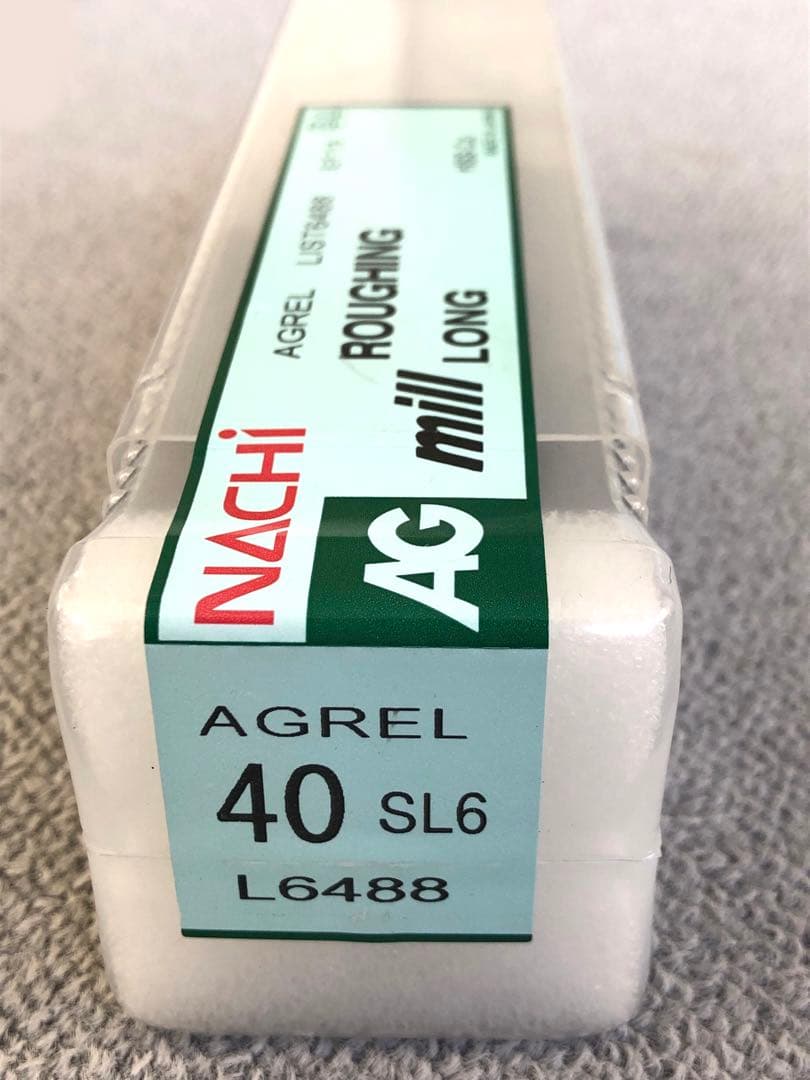 AGREL LIST6488
ROUGHING
mill LONG
NACHi
AG
AGREL
40 SL6
L6488